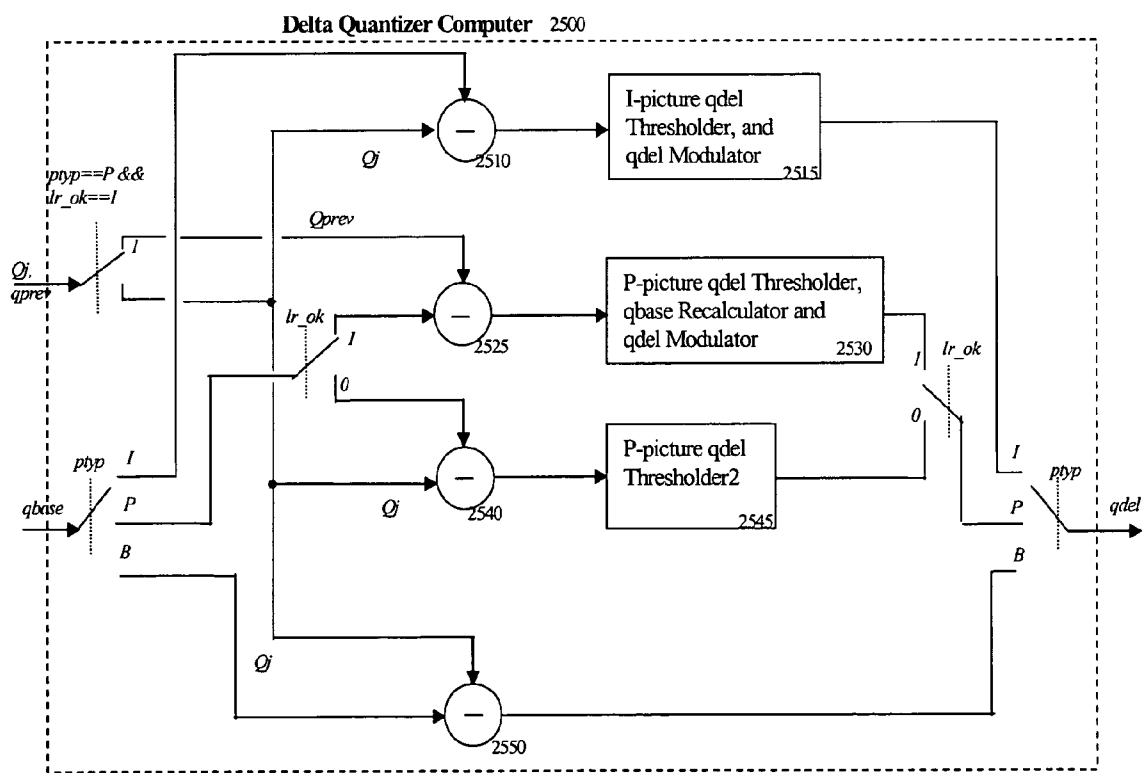 Delta Quantizer Computer 2500
I-picture qdel
Thresholder, and
qdel Modulator
2515
Qj
2510
ptyp==P &&
lr_ok==1
Qprev
1
Qj,
qprev
P-picture qdel Thresholder,
qbase Recalculator and
qdel Modulator
2530
lr_ok
1
2525
lr_ok
1
0
0
P-picture qdel
Thresholder2
2545
ptyp
I
qbase
P
Qj
2540
I
ptyp
P
qdel
B
B
Qj
2550